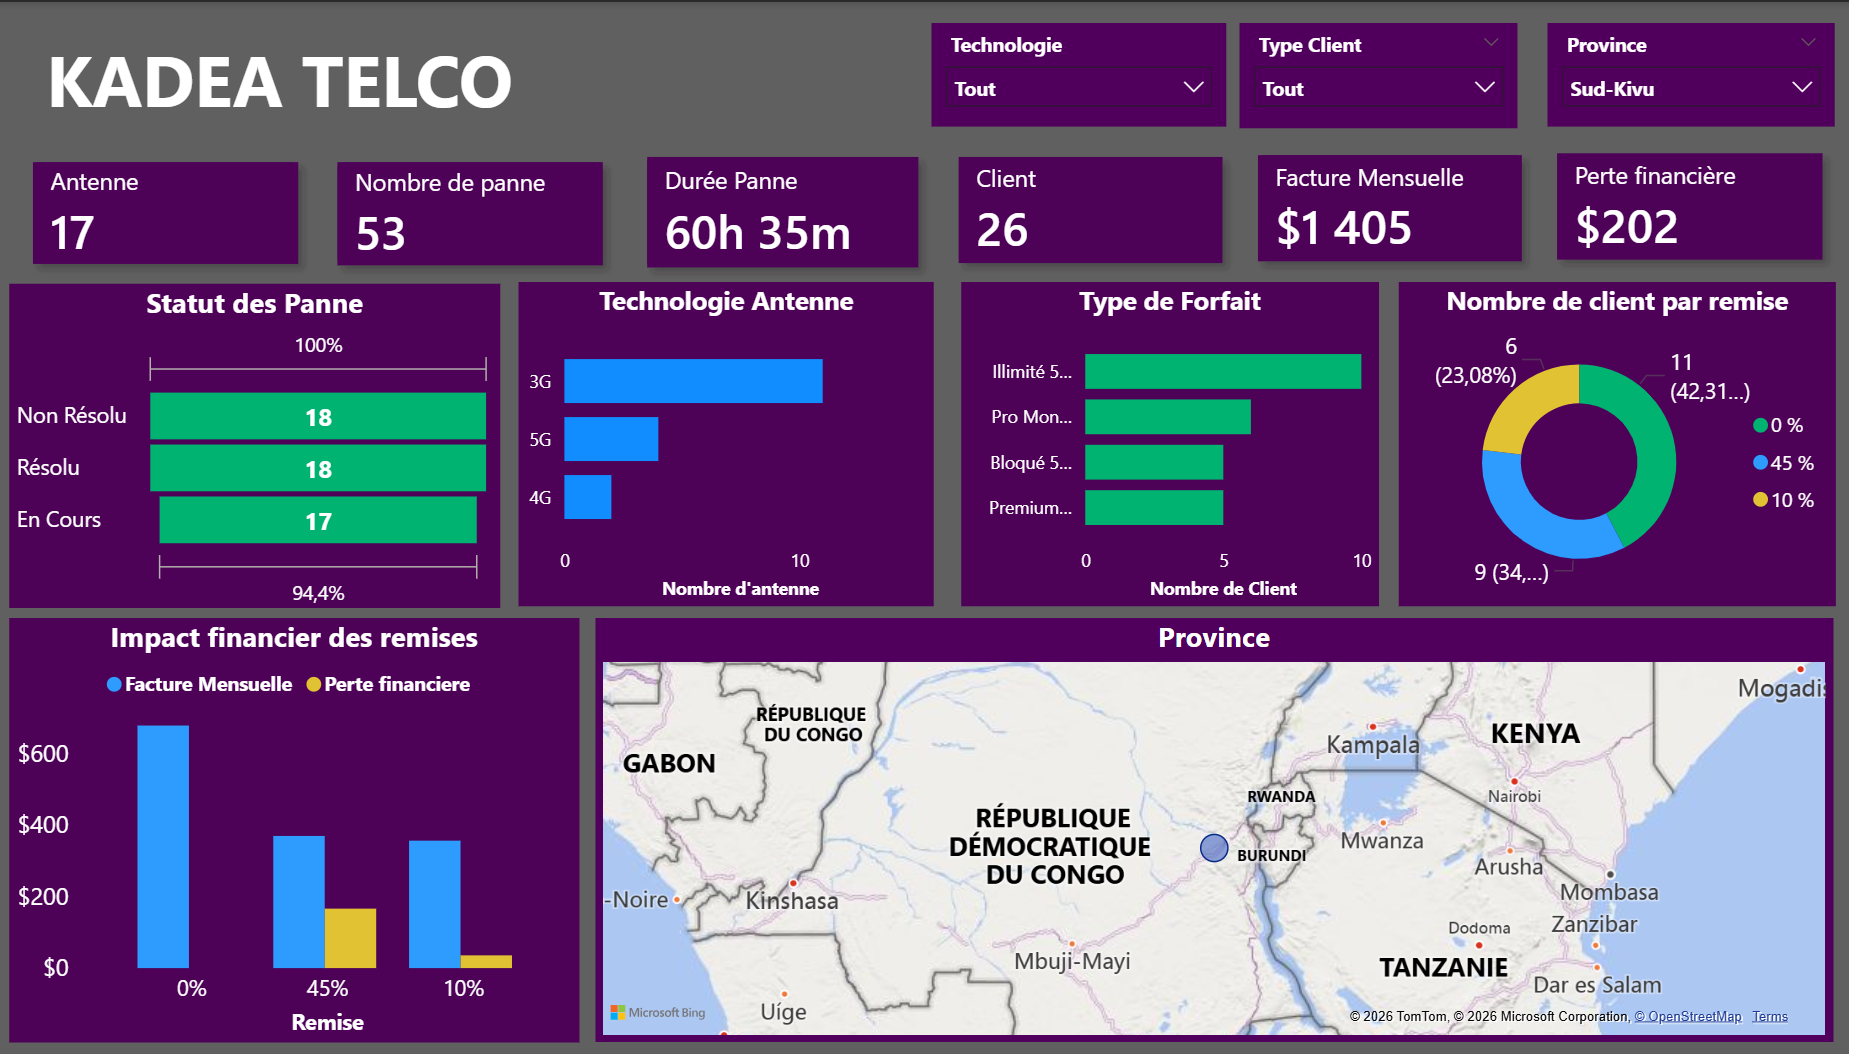 KADEA TELCO
Technologie
Tout
Type Client
Tout
Province
Sud-Kivu
Antenne
17
Nombre de panne
53
Durée Panne
60h 35m
Client
26
Facture Mensuelle
$1 405
Perte financière
$202
Statut des Panne
100%
Non Résolu
18
Résolu
18
En Cours
17
94,4%
Technologie Antenne
3G
5G
4G
0
10
Nombre d'antenne
Type de Forfait
Illimité 5...
Pro Mon...
Bloqué 5...
Premium...
0
5
10
Nombre de Client
Nombre de client par remise
6
(23,08%)
11
(42,31...)
9 (34,...)
0 %
45 %
10 %
Impact financier des remises
Facture Mensuelle
Perte financiere
$600
$400
$200
$0
0%
45%
10%
Remise
Province
Mogadis
RÉPUBLIQUE
DU CONGO
GABON
Kampala
KENYA
RWANDA
Nairobi
RÉPUBLIQUE
DÉMOCRATIQUE
DU CONGO
BURUNDI
Mwanza
Arusha
Mombasa
-Noire
Kinshasa
Zanzibar
Dodoma
Mbuji-Mayi
TANZANIE
Dar es Salam
Uíge
Microsoft Bing
© 2026 TomTom, © 2026 Microsoft Corporation, © OpenStreetMap Terms